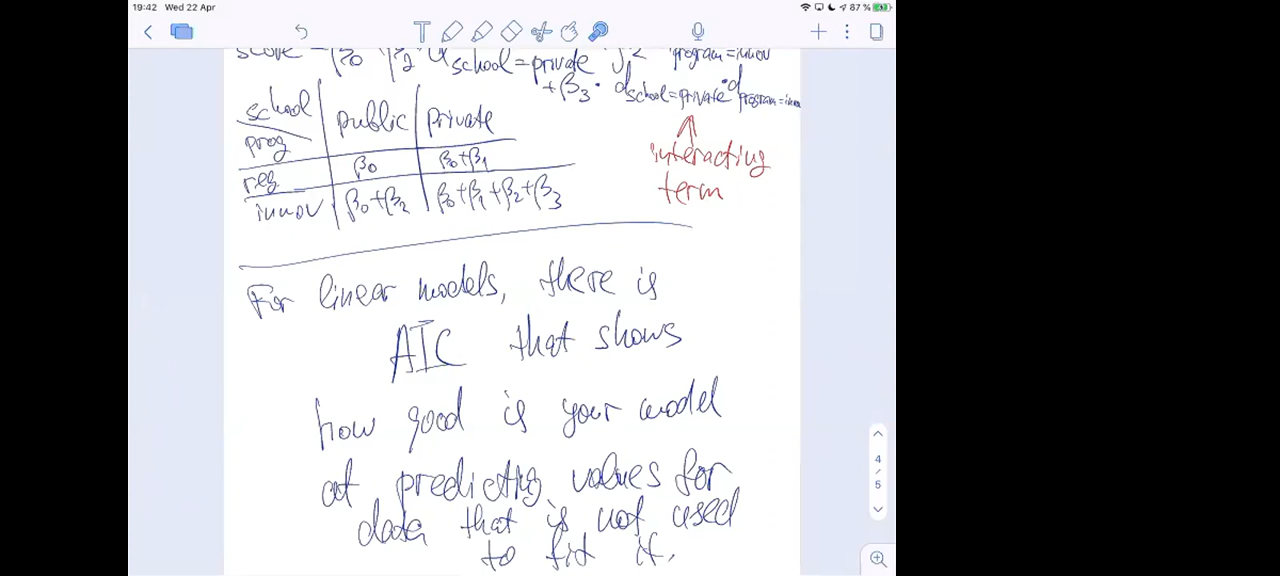 19:42 Wed 22 Apr
87 %
β0 β2 d school=private program=innov
+ β3 · d school=private · d program=innov
school public private
prog
reg β0 β0+β1
innov β0+β2 β0+β1+β2+β3
interacting
term
For linear models, there is
AIC that shows
how good is your model
at predicting values for
data that is not used
to fit it.
4
/
5